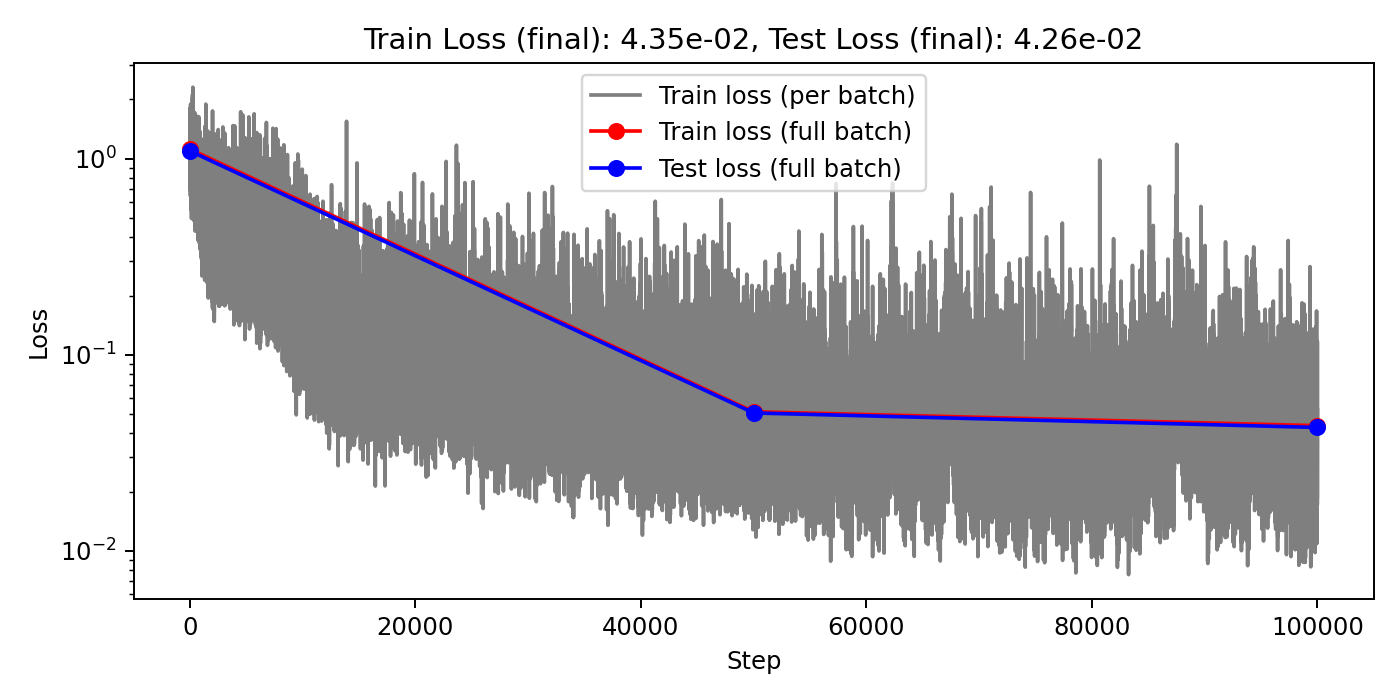 Train Loss (final): 4.35e-02, Test Loss (final): 4.26e-02
Train loss (per batch)
Train loss (full batch)
Test loss (full batch)
Loss
10⁰
10⁻¹
10⁻²
0 20000 40000 60000 80000 100000
Step